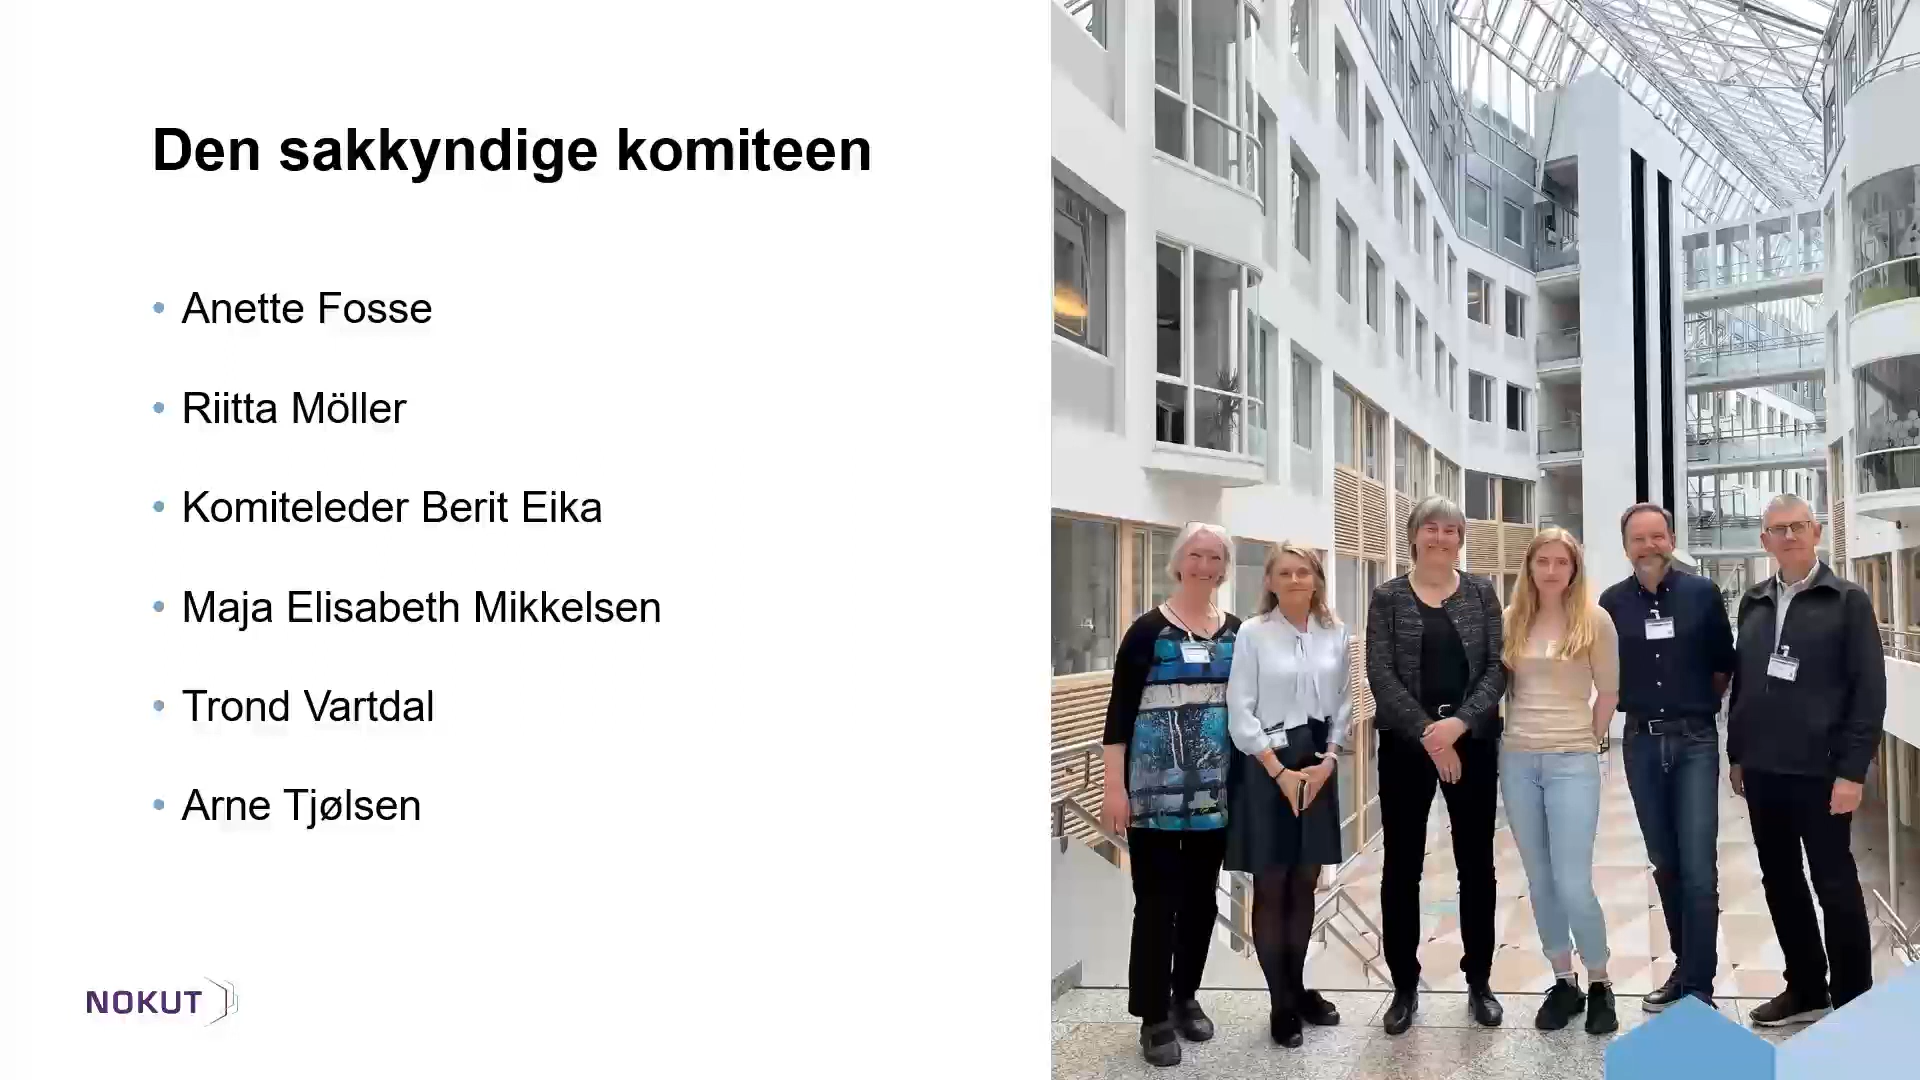 Den sakkyndige komiteen
• Anette Fosse
• Riitta Möller
• Komiteleder Berit Eika
• Maja Elisabeth Mikkelsen
• Trond Vartdal
• Arne Tjølsen
NOKUT